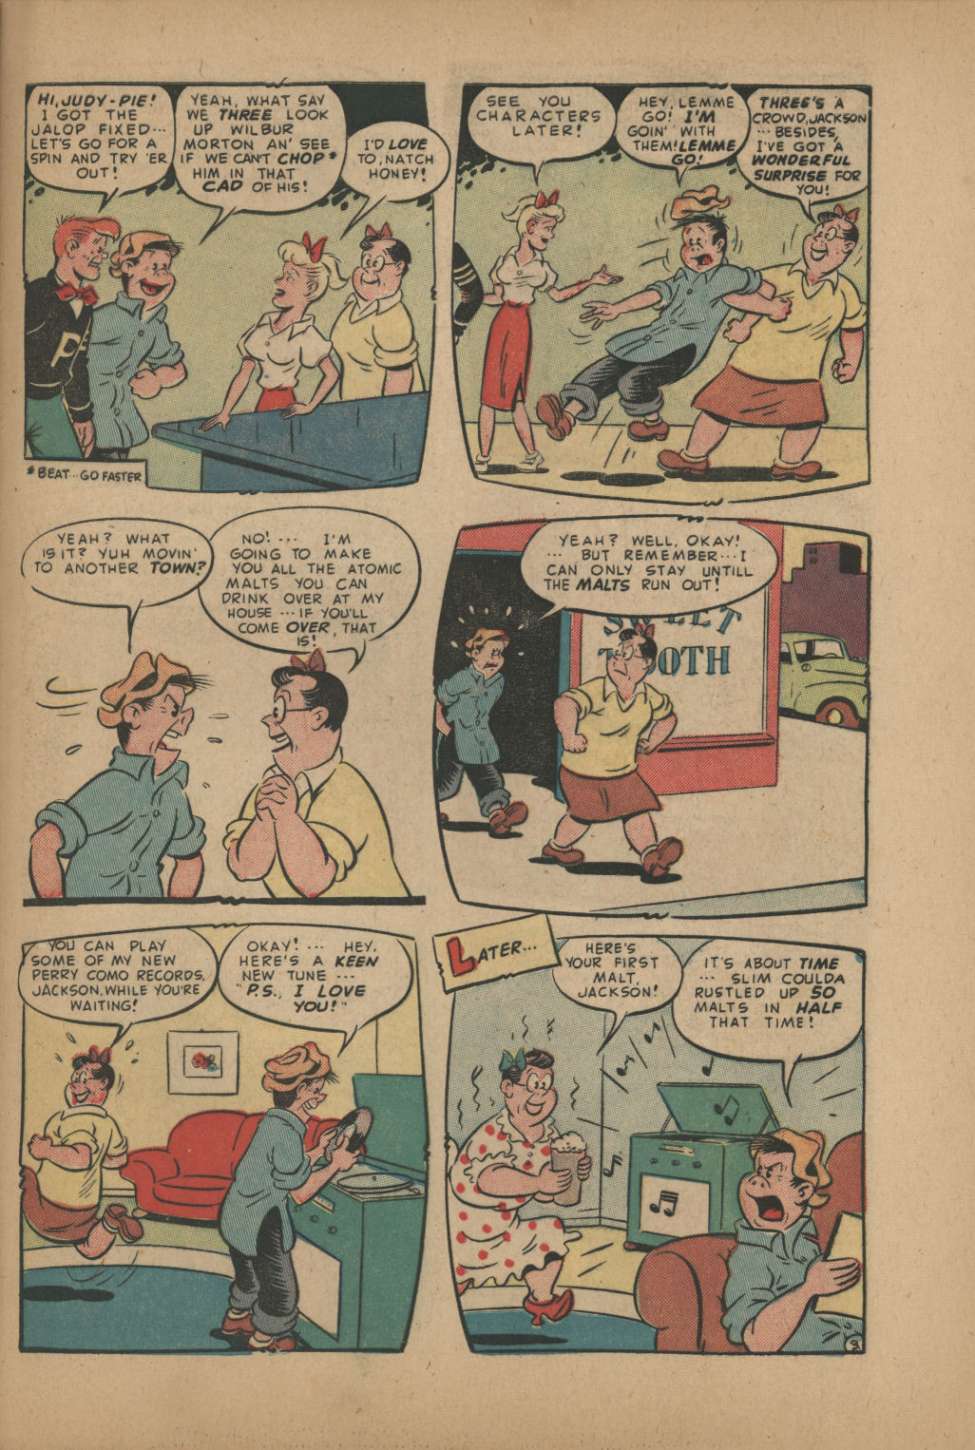 HI, JUDY-PIE!
I GOT THE
JALOP FIXED...
LET'S GO FOR A
SPIN AND TRY 'ER
OUT!
YEAH, WHAT SAY
WE THREE LOOK
UP WILBUR
MORTON AN' SEE
IF WE CAN'T CHOP*
HIM IN THAT
CAD OF HIS!
I'D LOVE
TO, NATCH
HONEY!
P
*BEAT... GO FASTER
SEE YOU
CHARACTERS
LATER!
HEY, LEMME
GO! I'M
GOIN' WITH
THEM! LEMME
GO!
THREE'S A
CROWD, JACKSON
... BESIDES,
I'VE GOT A
WONDERFUL
SURPRISE FOR
YOU!
YEAH? WHAT
IS IT? YUH MOVIN'
TO ANOTHER TOWN?
NO! ... I'M
GOING TO MAKE
YOU ALL THE ATOMIC
MALTS YOU CAN
DRINK OVER AT MY
HOUSE ... IF YOU'LL
COME OVER, THAT
IS!
YEAH? WELL, OKAY!
... BUT REMEMBER... I
CAN ONLY STAY UNTILL
THE MALTS RUN OUT!
SWEET
TOOTH
YOU CAN PLAY
SOME OF MY NEW
PERRY COMO RECORDS,
JACKSON, WHILE YOU'RE
WAITING!
OKAY! ... HEY,
HERE'S A KEEN
NEW TUNE ...
"P.S., I LOVE
YOU!"
LATER...
HERE'S
YOUR FIRST
MALT,
JACKSON!
IT'S ABOUT TIME
... SLIM COULDA
RUSTLED UP 50
MALTS IN HALF
THAT TIME!